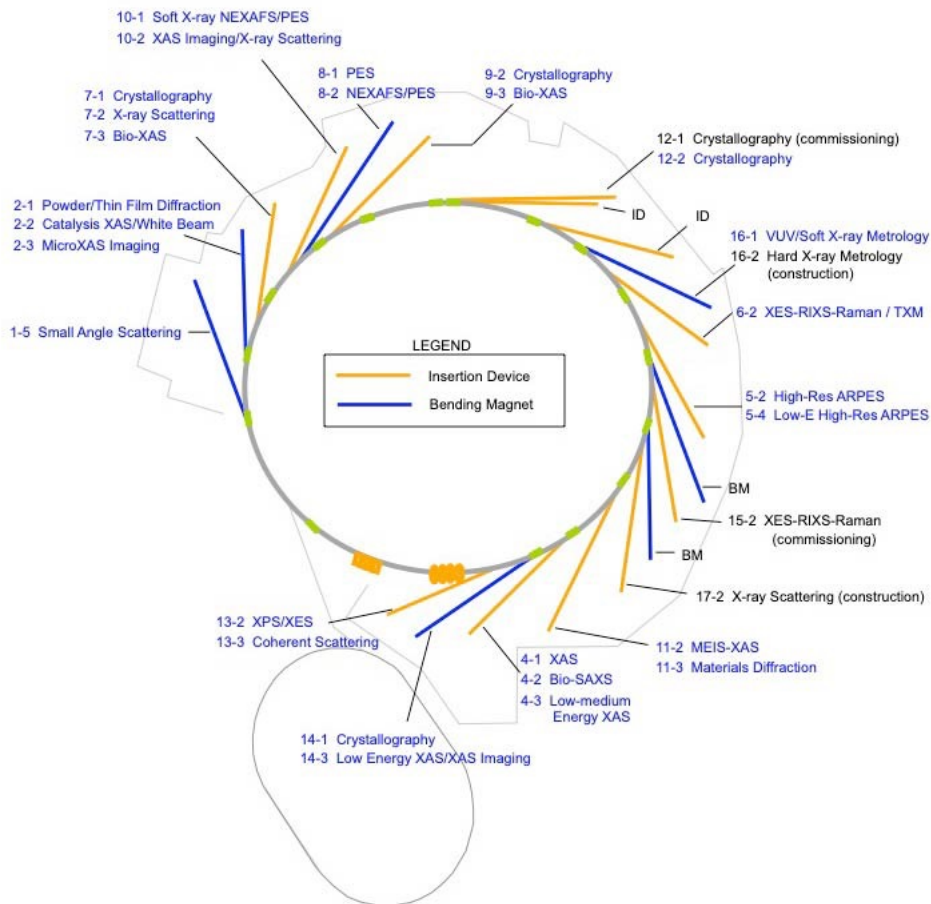 10-1 Soft X-ray NEXAFS/PES
10-2 XAS Imaging/X-ray Scattering
8-1 PES
8-2 NEXAFS/PES
9-2 Crystallography
9-3 Bio-XAS
7-1 Crystallography
7-2 X-ray Scattering
7-3 Bio-XAS
12-1 Crystallography (commissioning)
12-2 Crystallography
2-1 Powder/Thin Film Diffraction
2-2 Catalysis XAS/White Beam
2-3 MicroXAS Imaging
ID
ID
16-1 VUV/Soft X-ray Metrology
16-2 Hard X-ray Metrology
(construction)
6-2 XES-RIXS-Raman / TXM
1-5 Small Angle Scattering
LEGEND
Insertion Device
Bending Magnet
5-2 High-Res ARPES
5-4 Low-E High-Res ARPES
BM
15-2 XES-RIXS-Raman
(commissioning)
BM
17-2 X-ray Scattering (construction)
13-2 XPS/XES
13-3 Coherent Scattering
11-2 MEIS-XAS
11-3 Materials Diffraction
4-1 XAS
4-2 Bio-SAXS
4-3 Low-medium
Energy XAS
14-1 Crystallography
14-3 Low Energy XAS/XAS Imaging